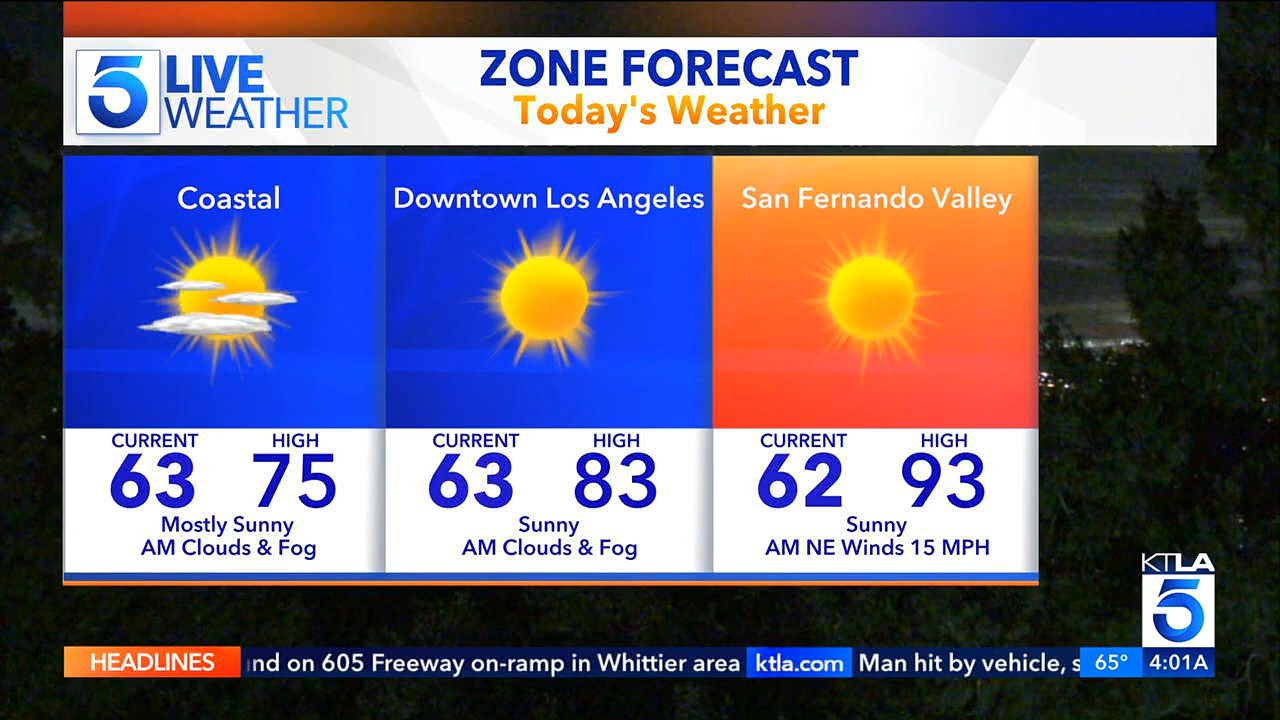 5 LIVE
WEATHER
ZONE FORECAST
Today's Weather
Coastal
CURRENT HIGH
63 75
Mostly Sunny
AM Clouds & Fog
Downtown Los Angeles
CURRENT HIGH
63 83
Sunny
AM Clouds & Fog
San Fernando Valley
CURRENT HIGH
62 93
Sunny
AM NE Winds 15 MPH
KTLA
5
HEADLINES
on 605 Freeway on-ramp in Whittier area ktla.com Man hit by vehicle,
65° 4:01A